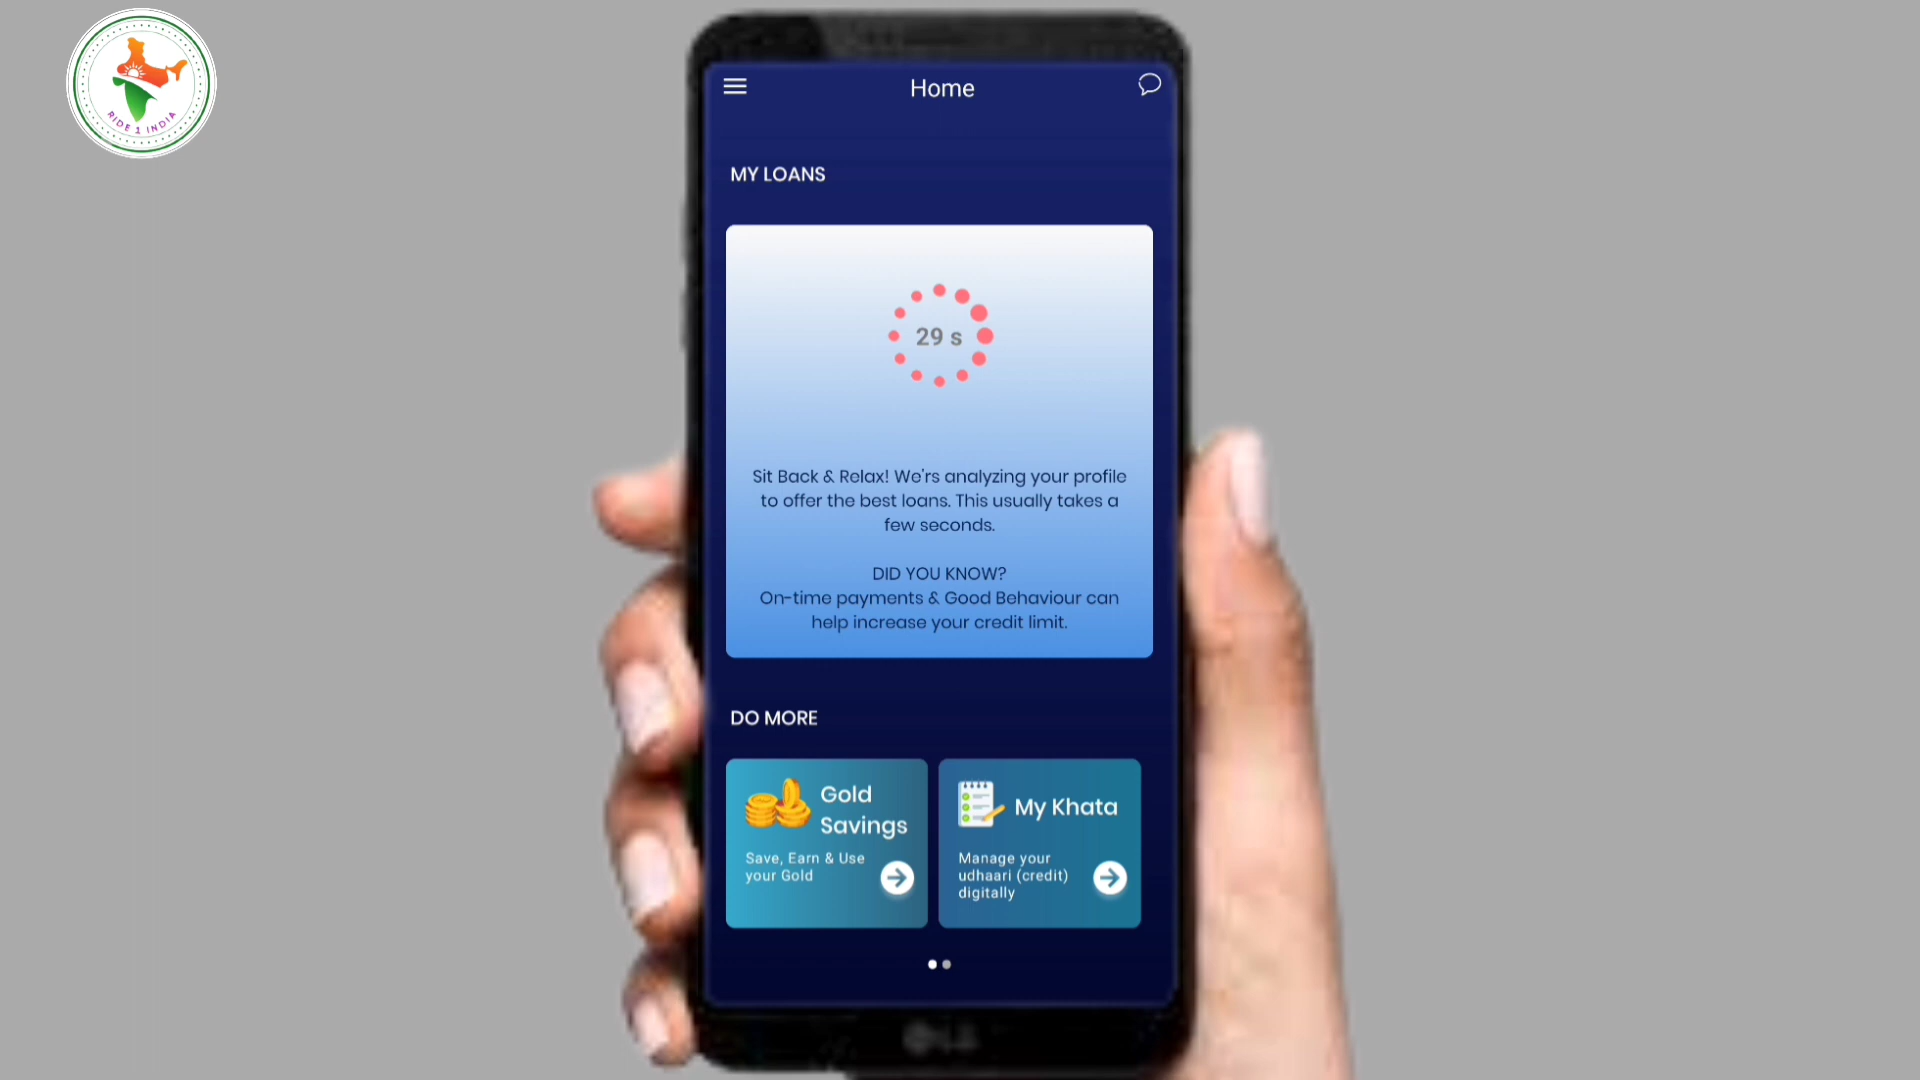 RIDE 1 INDIA
Home
MY LOANS
29 s
Sit Back & Relax! We'rs analyzing your profile
to offer the best loans. This usually takes a
few seconds.
DID YOU KNOW?
On-time payments & Good Behaviour can
help increase your credit limit.
DO MORE
Gold
Savings
Save, Earn & Use
your Gold
My Khata
Manage your
udhaari (credit)
digitally
LG